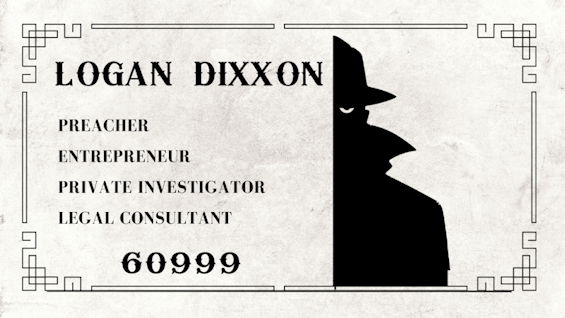 LOGAN DIXXON
PREACHER
ENTREPRENEUR
PRIVATE INVESTIGATOR
LEGAL CONSULTANT
60999